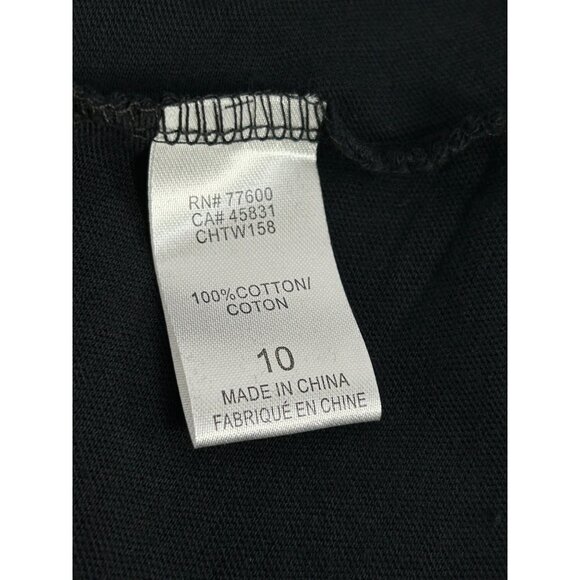 RN# 77600
CA# 45831
CHTW158
100%COTTON/
COTON
10
MADE IN CHINA
FABRIQUÉ EN CHINE